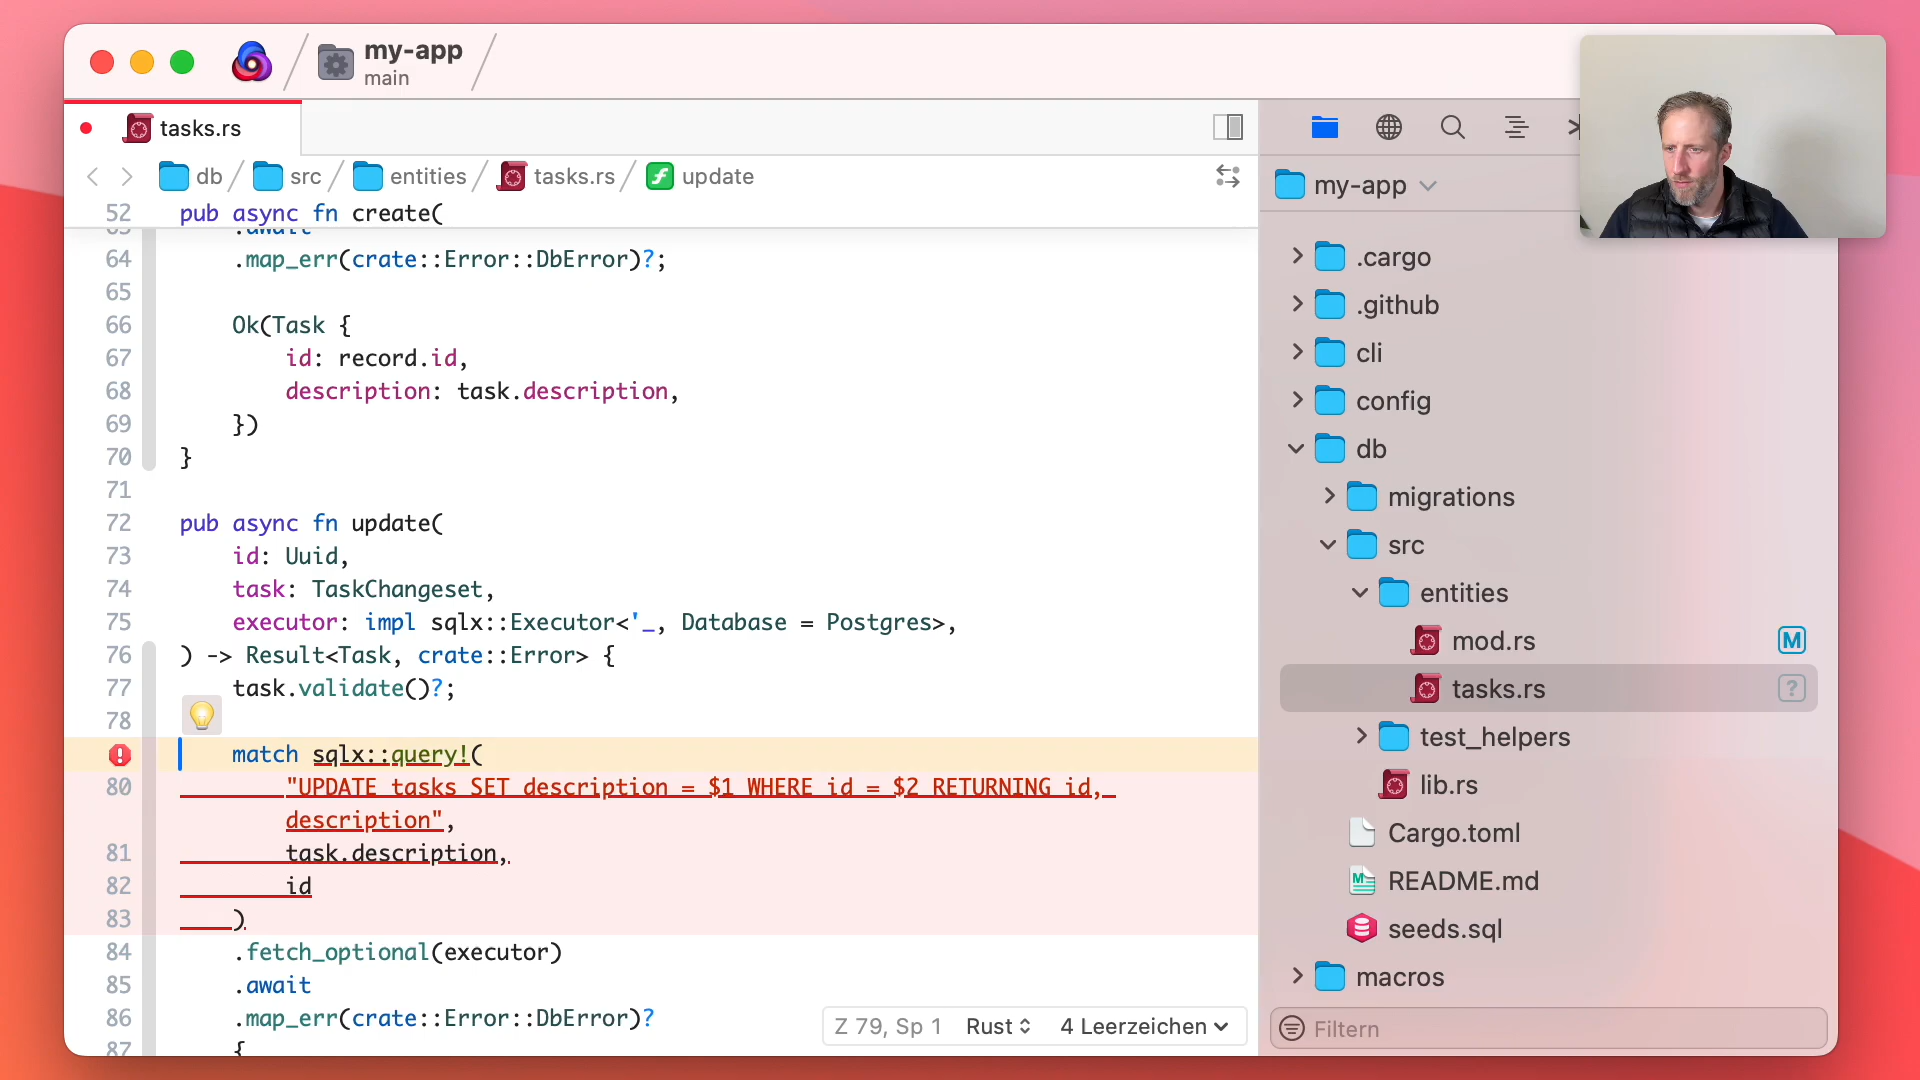 my-app
main
tasks.rs
db
src
entities
tasks.rs
update
52 pub async fn create(
63 .await
64 .map_err(crate::Error::DbError)?;
65
66 Ok(Task {
67 id: record.id,
68 description: task.description,
69 })
70 }
71
72 pub async fn update(
73 id: Uuid,
74 task: TaskChangeset,
75 executor: impl sqlx::Executor<'_, Database = Postgres>,
76 ) -> Result<Task, crate::Error> {
77 task.validate()?;
78
match sqlx::query!(
80 "UPDATE tasks SET description = $1 WHERE id = $2 RETURNING id,
description",
81 task.description,
82 id
83 )
84 .fetch_optional(executor)
85 .await
86 .map_err(crate::Error::DbError)?
87 {
Z 79, Sp 1 Rust 4 Leerzeichen
my-app
.cargo
.github
cli
config
db
migrations
src
entities
mod.rs M
tasks.rs ?
test_helpers
lib.rs
Cargo.toml
README.md
seeds.sql
macros
Filtern